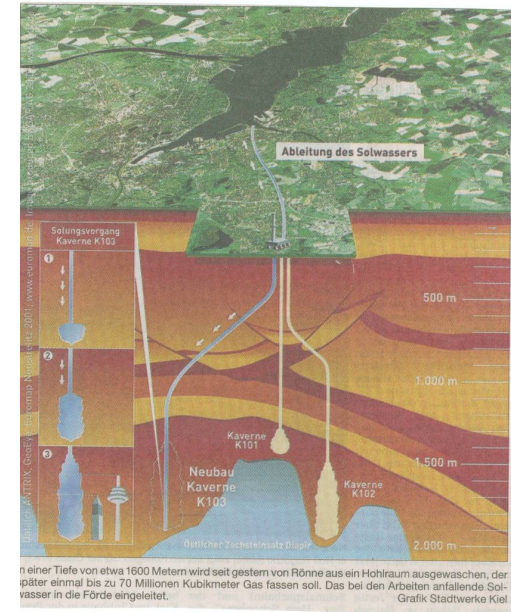 Ableitung des Solwassers
Solungsvorgang
Kaverne K103
1
2
3
500 m
1.000 m
1.500 m
2.000 m
Kaverne
K101
Neubau
Kaverne
K103
Kaverne
K102
Östlicher Zechsteinsalz Diapir
n einer Tiefe von etwa 1600 Metern wird seit gestern von Rönne aus ein Hohlraum ausgewaschen, der
später einmal bis zu 70 Millionen Kubikmeter Gas fassen soll. Das bei den Arbeiten anfallende Sol-
wasser in die Förde eingeleitet.
Grafik Stadtwerke Kiel